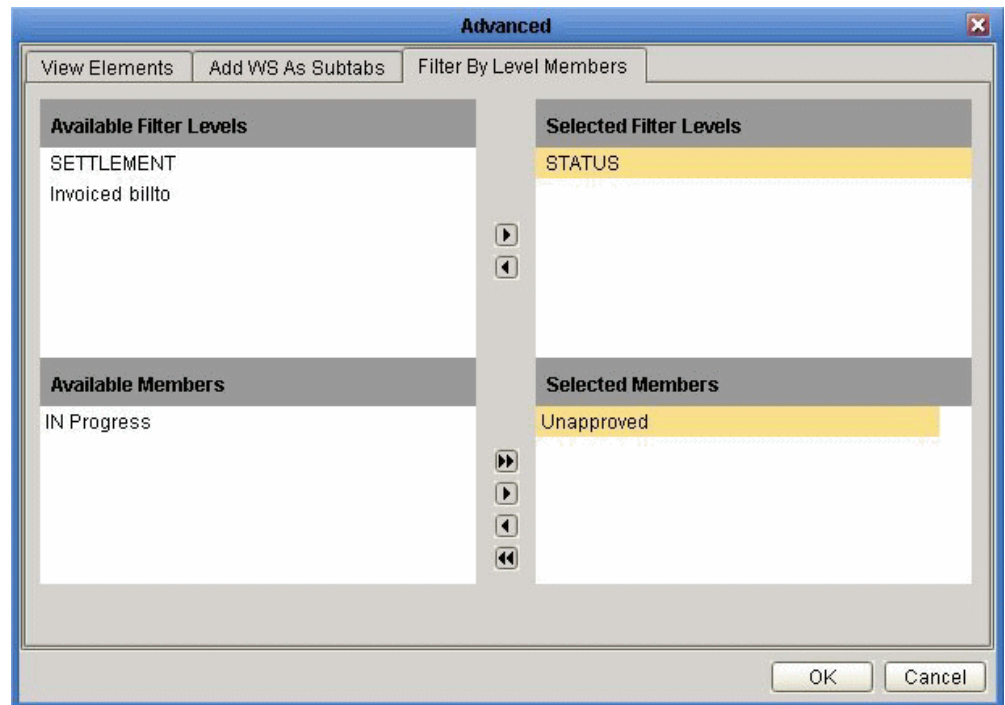 Advanced
View Elements
Add WS As Subtabs
Filter By Level Members
Available Filter Levels
SETTLEMENT
Invoiced billto
Selected Filter Levels
STATUS
Available Members
IN Progress
Selected Members
Unapproved
OK
Cancel